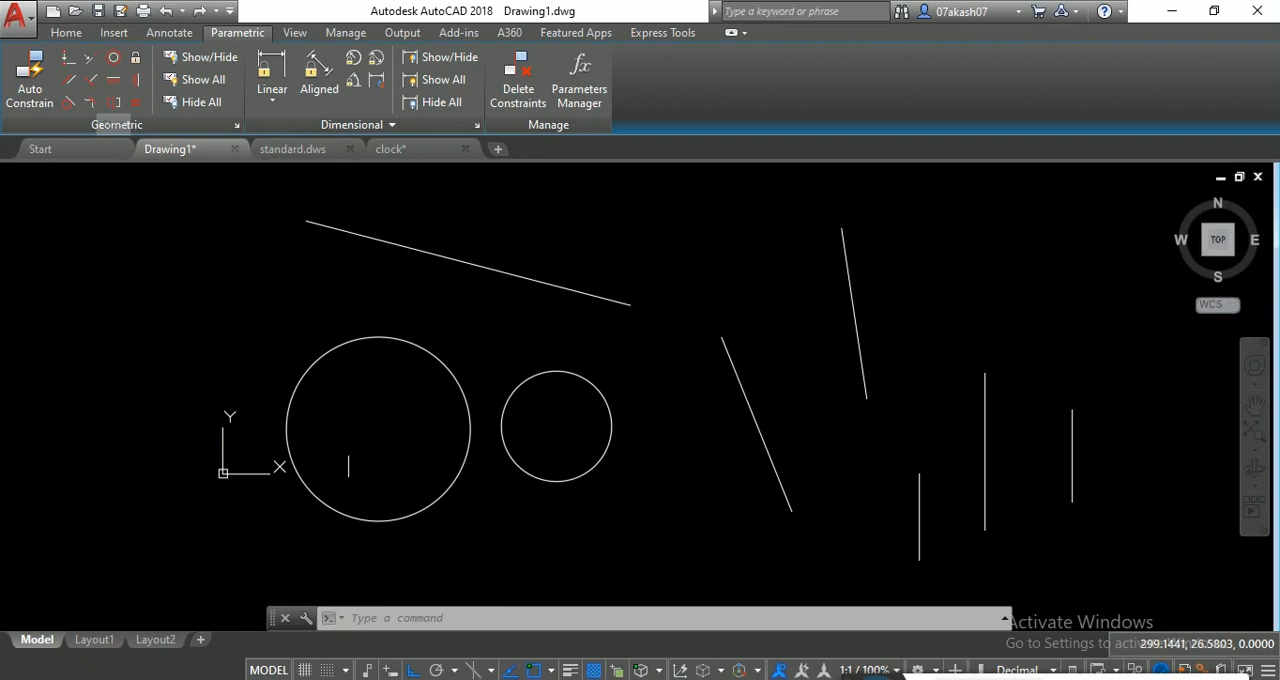 Autodesk AutoCAD 2018 Drawing1.dwg
Type a keyword or phrase
07akash07
Home Insert Annotate Parametric View Manage Output Add-ins A360 Featured Apps Express Tools
Auto
Constrain
Show/Hide
Show All
Hide All
Geometric
Linear
Aligned
Show/Hide
Show All
Hide All
Dimensional
Delete
Constraints
Parameters
Manager
Manage
Start Drawing1* standard.dws clock*
N
W TOP E
S
WCS
Y
X
Type a command
Activate Windows
Go to Settings to activ
299.1441, 26.5803, 0.0000
Model Layout1 Layout2
MODEL 1:1 / 100% Decimal